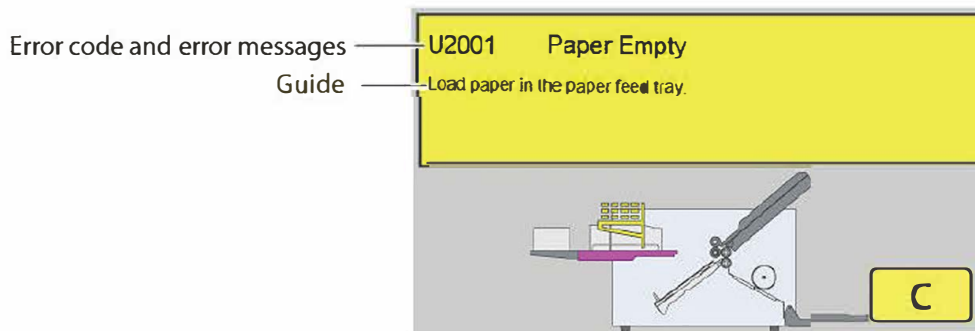 Error code and error messages
U2001 Paper Empty
Guide
Load paper in the paper feed tray.
C